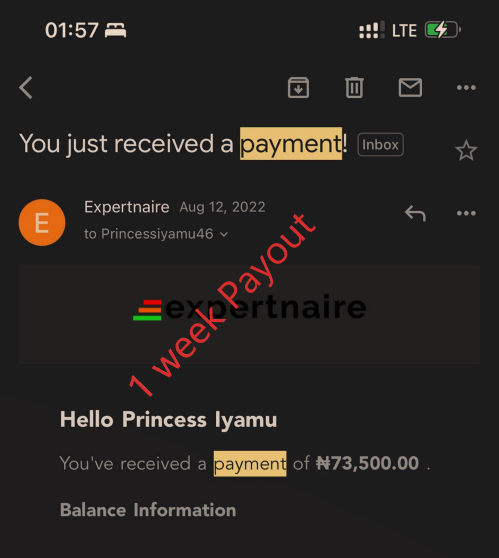 01:57 LTE
You just received a payment! Inbox
Expertnaire Aug 12, 2022
E
to Princessiyamu46
expertnaire
1 week Payout
Hello Princess Iyamu
You've received a payment of ₦73,500.00 .
Balance Information